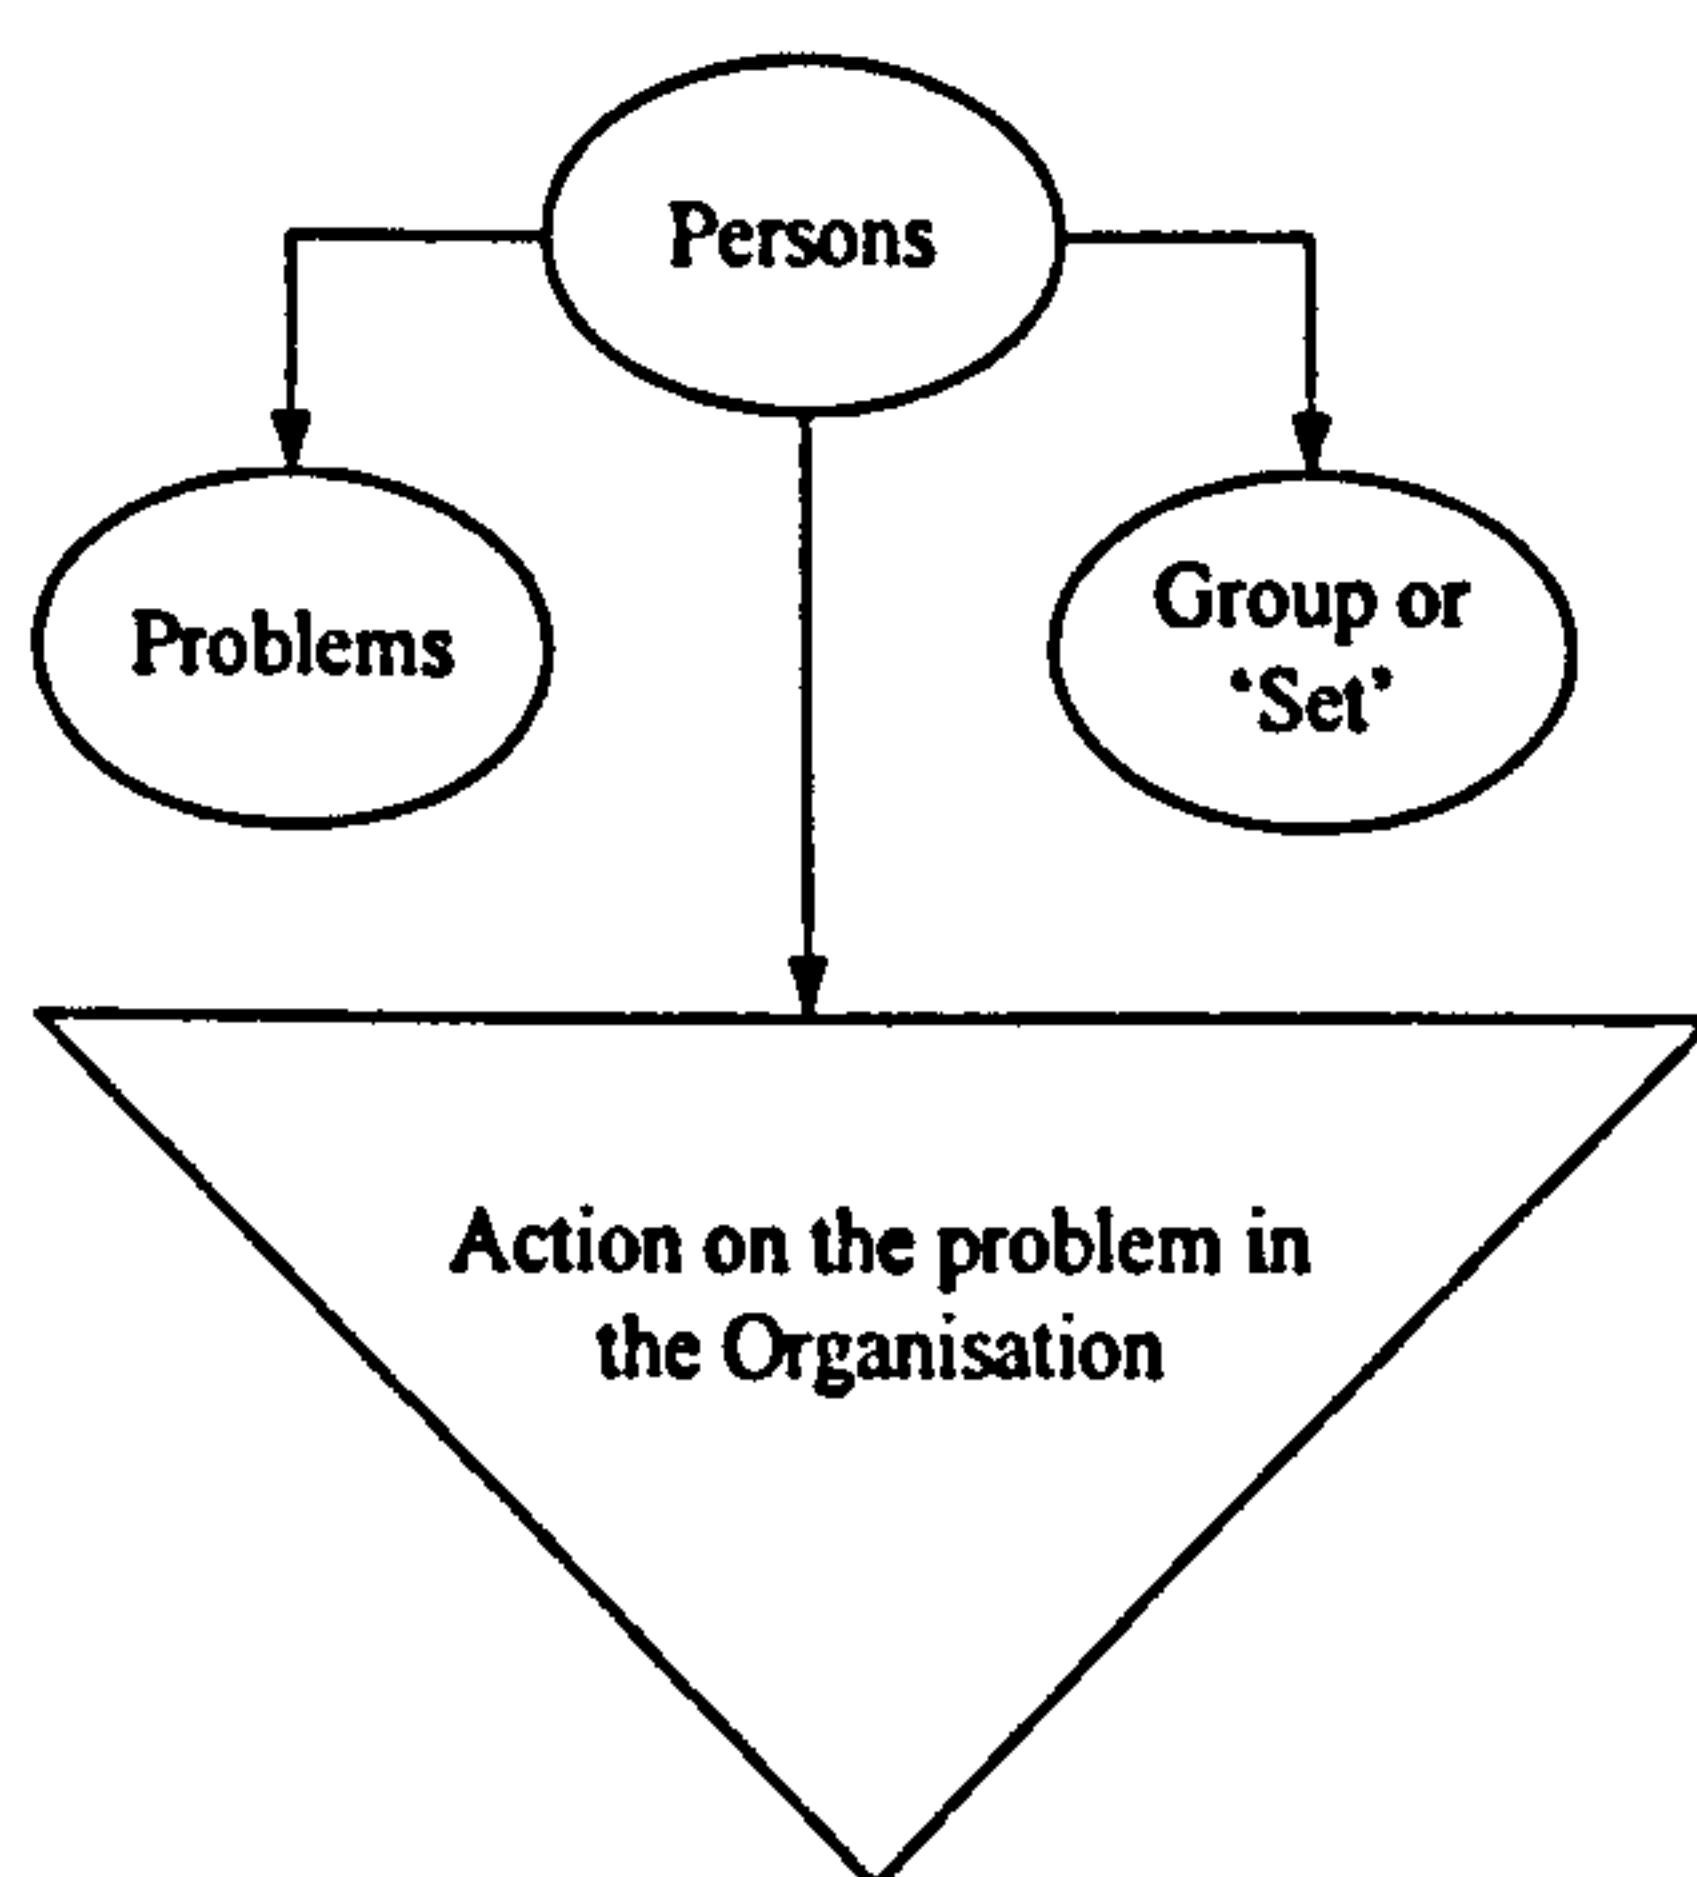 Persons
Problems
Group or
‘Set’
Action on the problem in
the Organisation